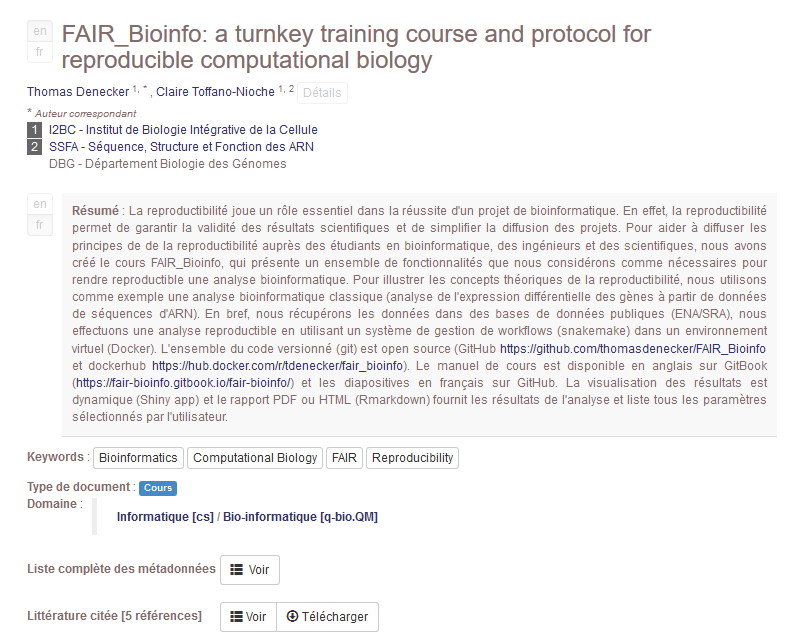 en
fr
FAIR_Bioinfo: a turnkey training course and protocol for
reproducible computational biology
Thomas Denecker 1, * , Claire Toffano-Nioche 1, 2 Détails
* Auteur correspondant
1 I2BC - Institut de Biologie Intégrative de la Cellule
2 SSFA - Séquence, Structure et Fonction des ARN
DBG - Département Biologie des Génomes
en
fr
Résumé : La reproductibilité joue un rôle essentiel dans la réussite d'un projet de bioinformatique. En effet, la reproductibilité
permet de garantir la validité des résultats scientifiques et de simplifier la diffusion des projets. Pour aider à diffuser les
principes de de la reproductibilité auprès des étudiants en bioinformatique, des ingénieurs et des scientifiques, nous avons
créé le cours FAIR_Bioinfo, qui présente un ensemble de fonctionnalités que nous considérons comme nécessaires pour
rendre reproductible une analyse bioinformatique. Pour illustrer les concepts théoriques de la reproductibilité, nous utilisons
comme exemple une analyse bioinformatique classique (analyse de l'expression différentielle des gènes à partir de données
de séquences d'ARN). En bref, nous récupérons les données dans des bases de données publiques (ENA/SRA), nous
effectuons une analyse reproductible en utilisant un système de gestion de workflows (snakemake) dans un environnement
virtuel (Docker). L'ensemble du code versionné (git) est open source (GitHub https://github.com/thomasdenecker/FAIR_Bioinfo
et dockerhub https://hub.docker.com/r/tdenecker/fair_bioinfo). Le manuel de cours est disponible en anglais sur GitBook
(https://fair-bioinfo.gitbook.io/fair-bioinfo/) et les diapositives en français sur GitHub. La visualisation des résultats est
dynamique (Shiny app) et le rapport PDF ou HTML (Rmarkdown) fournit les résultats de l'analyse et liste tous les paramètres
sélectionnés par l'utilisateur.
Keywords : Bioinformatics Computational Biology FAIR Reproducibility
Type de document : Cours
Domaine :
Informatique [cs] / Bio-informatique [q-bio.QM]
Liste complète des métadonnées Voir
Littérature citée [5 références] Voir Télécharger